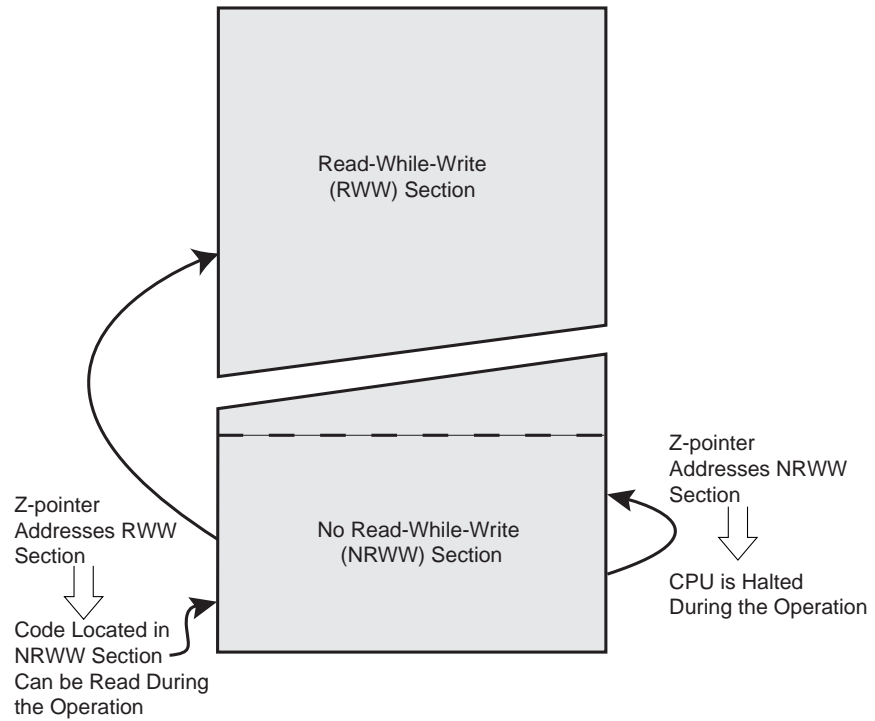 Read-While-Write
(RWW) Section
Z-pointer
Addresses NRWW
Section
Z-pointer
Addresses RWW
Section
No Read-While-Write
(NRWW) Section
CPU is Halted
During the Operation
Code Located in
NRWW Section
Can be Read During
the Operation